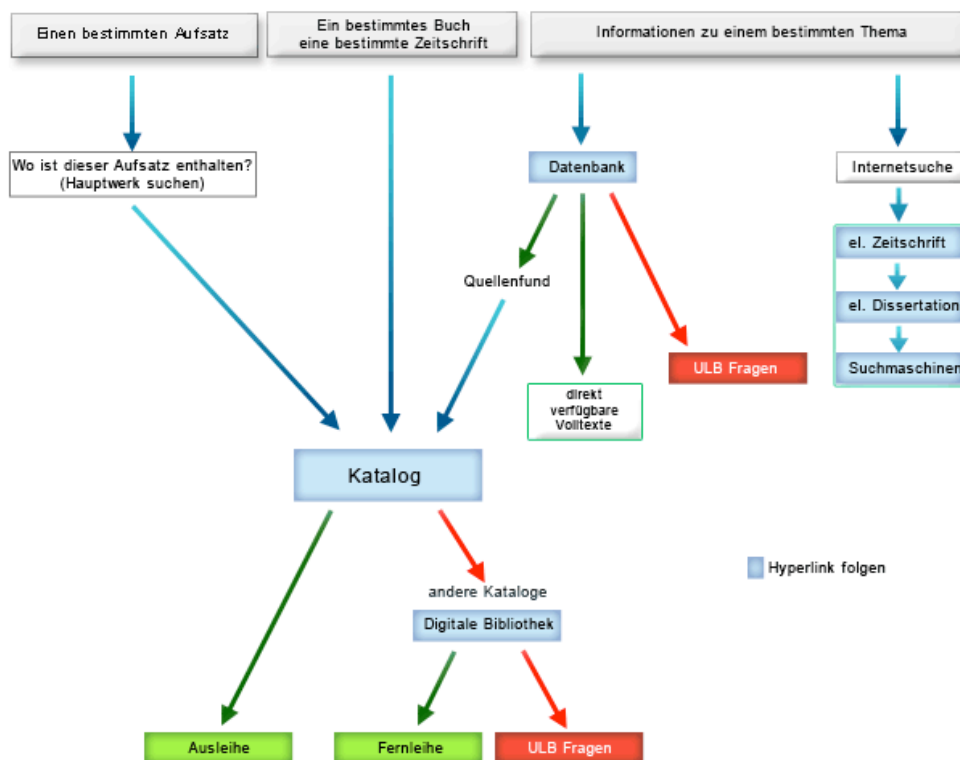 Einen bestimmten Aufsatz
Ein bestimmtes Buch
eine bestimmte Zeitschrift
Informationen zu einem bestimmten Thema
Wo ist dieser Aufsatz enthalten?
(Hauptwerk suchen)
Datenbank
Internetsuche
el. Zeitschrift
Quellenfund
el. Dissertation
ULB Fragen
Suchmaschinen
direkt
verfügbare
Volltexte
Katalog
Hyperlink folgen
andere Kataloge
Digitale Bibliothek
Ausleihe
Fernleihe
ULB Fragen